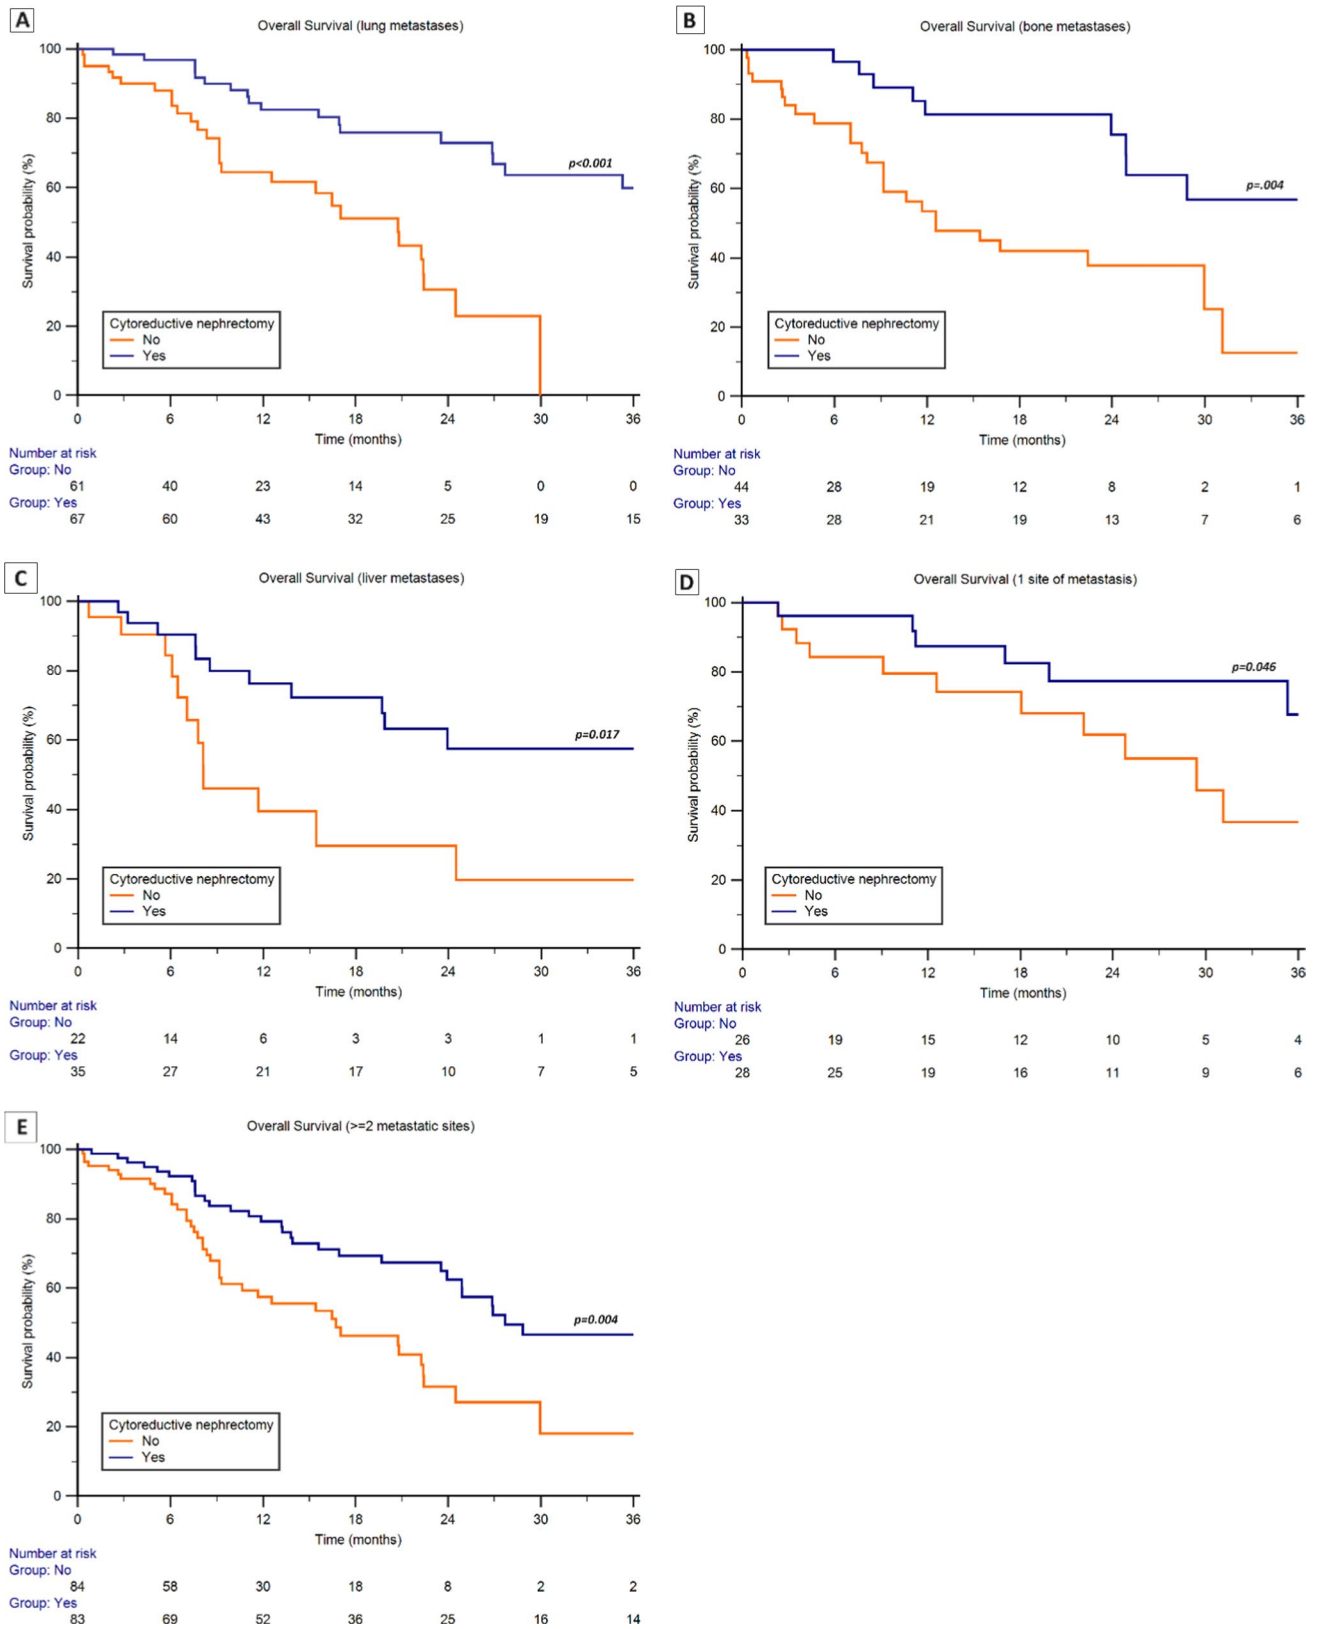 A
Overall Survival (lung metastases)
100
80
60
40
20
0
Survival probability (%)
p<0.001
Cytoreductive nephrectomy
No
Yes
0 6 12 18 24 30 36
Time (months)
Number at risk
Group: No
61 40 23 14 5 0 0
Group: Yes
67 60 43 32 25 19 15
B
Overall Survival (bone metastases)
100
80
60
40
20
0
Survival probability (%)
p=.004
Cytoreductive nephrectomy
No
Yes
0 6 12 18 24 30 36
Time (months)
Number at risk
Group: No
44 28 19 12 8 2 1
Group: Yes
33 28 21 19 13 7 6
C
Overall Survival (liver metastases)
100
80
60
40
20
0
Survival probability (%)
p=0.017
Cytoreductive nephrectomy
No
Yes
0 6 12 18 24 30 36
Time (months)
Number at risk
Group: No
22 14 6 3 3 1 1
Group: Yes
35 27 21 17 10 7 5
D
Overall Survival (1 site of metastasis)
100
80
60
40
20
0
Survival probability (%)
p=0.046
Cytoreductive nephrectomy
No
Yes
0 6 12 18 24 30 36
Time (months)
Number at risk
Group: No
26 19 15 12 10 5 4
Group: Yes
28 25 19 16 11 9 6
E
Overall Survival (>=2 metastatic sites)
100
80
60
40
20
0
Survival probability (%)
p=0.004
Cytoreductive nephrectomy
No
Yes
0 6 12 18 24 30 36
Time (months)
Number at risk
Group: No
84 58 30 18 8 2 2
Group: Yes
83 69 52 36 25 16 14